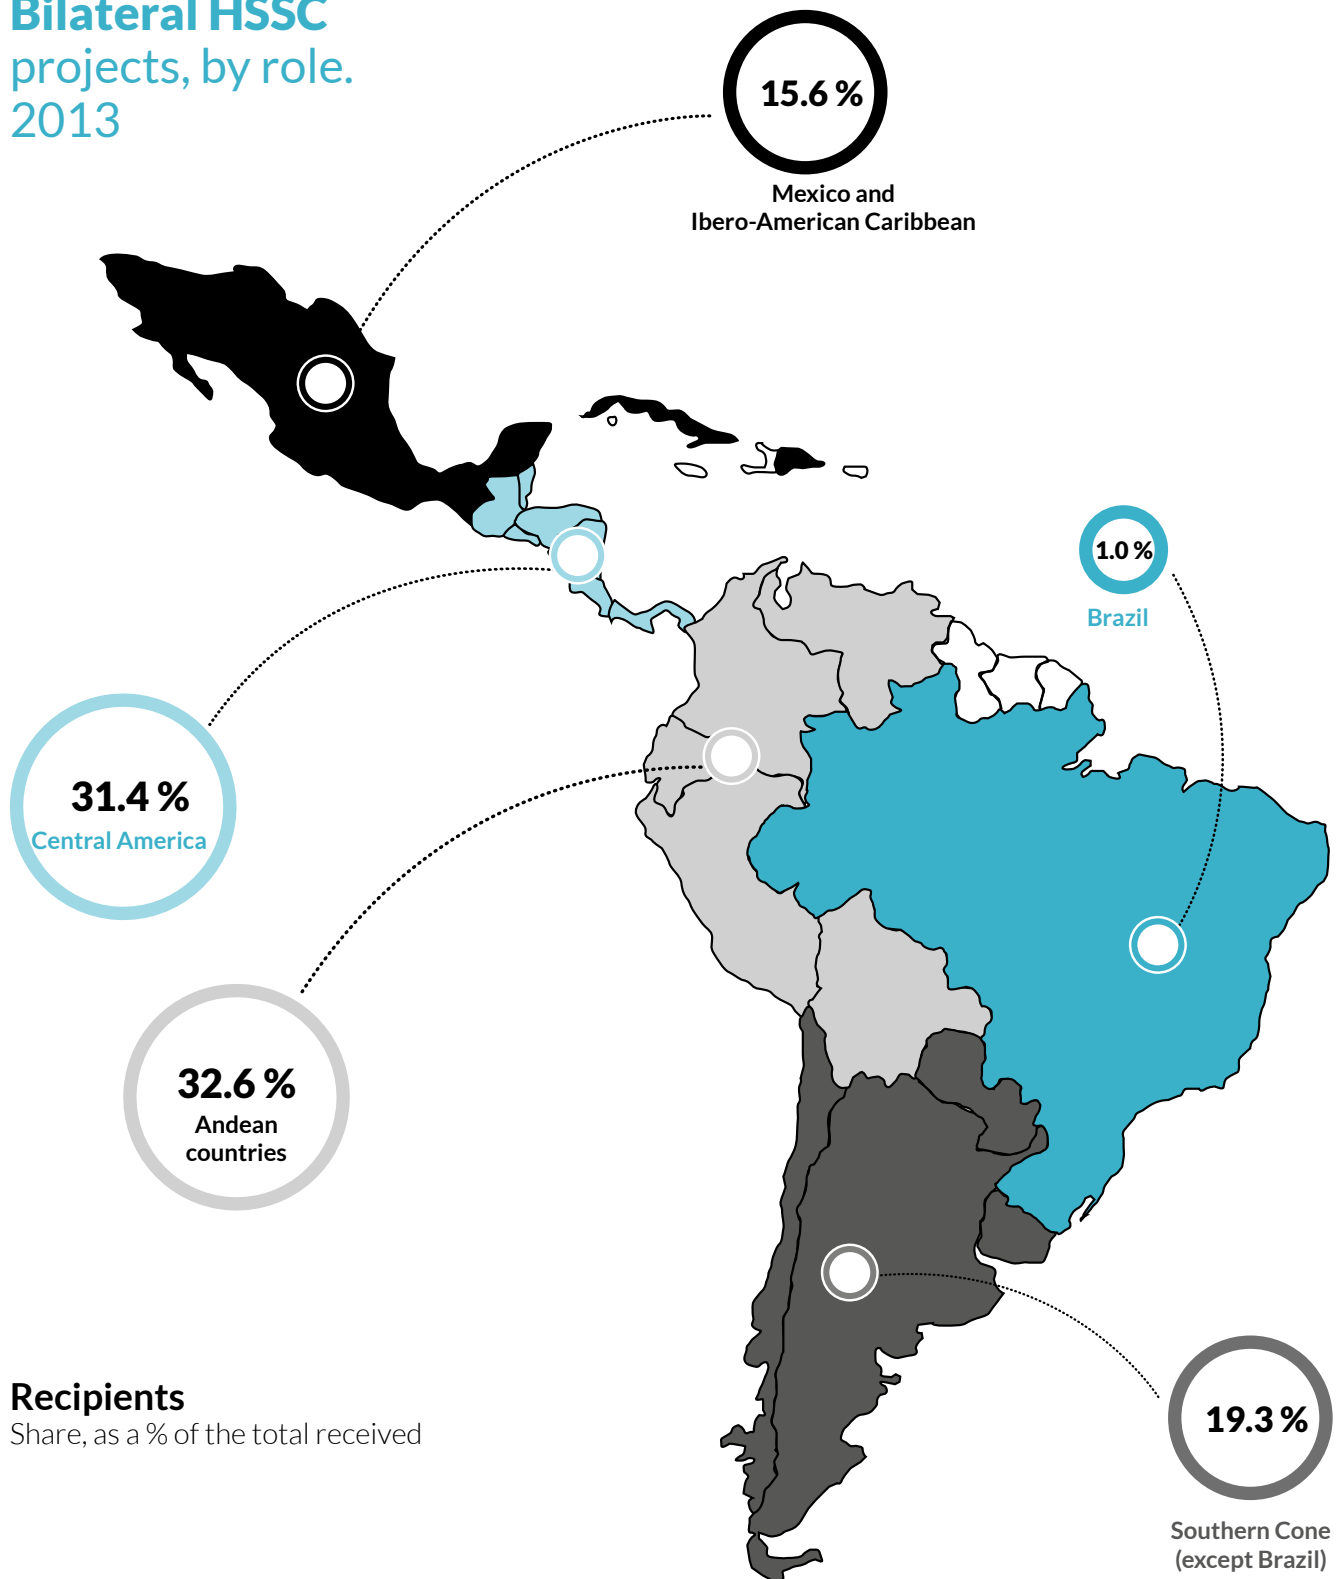 Bilateral HSSC
projects, by role.
2013
15.6 %
Mexico and
Ibero-American Caribbean
1.0 %
Brazil
31.4 %
Central America
32.6 %
Andean
countries
Recipients
Share, as a % of the total received
19.3 %
Southern Cone
(except Brazil)